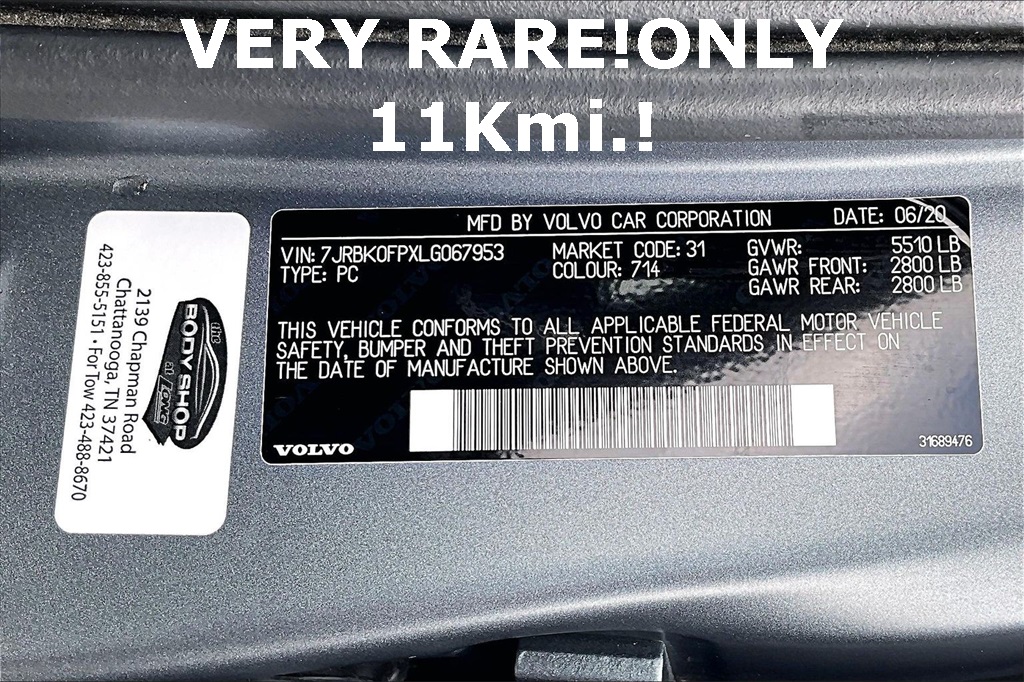 VERY RARE!ONLY
11Kmi.!
MFD BY VOLVO CAR CORPORATION DATE: 06/20
VIN: 7JRBK0FPXLG067953 MARKET CODE: 31 GVWR: 5510 LB
TYPE: PC COLOUR: 714 GAWR FRONT: 2800 LB
GAWR REAR: 2800 LB
THIS VEHICLE CONFORMS TO ALL APPLICABLE FEDERAL MOTOR VEHICLE
SAFETY, BUMPER AND THEFT PREVENTION STANDARDS IN EFFECT ON
THE DATE OF MANUFACTURE SHOWN ABOVE.
VOLVO
31689476
the
BODY SHOP
at LONG
2139 Chapman Road
Chattanooga, TN 37421
423-855-5151 • For Tow 423-488-8670